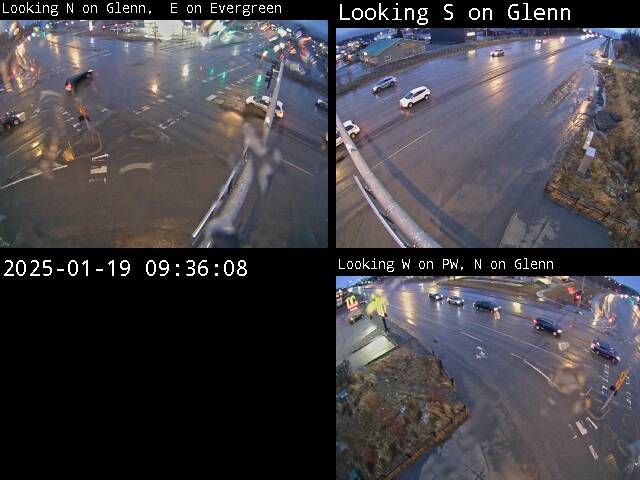 Looking N on Glenn,  E on Evergreen
Looking S on Glenn
2025-01-19 09:36:08
Looking W on PW, N on Glenn